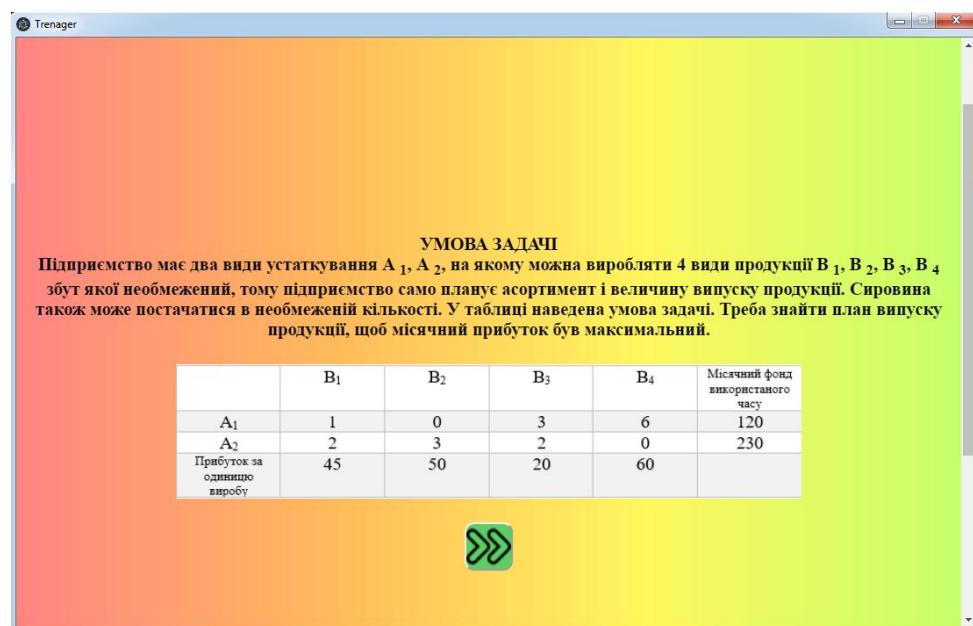 Trenager
УМОВА ЗАДАЧІ
Підприємство має два види устаткування А 1, А 2, на якому можна виробляти 4 види продукції В 1, В 2, В 3, В 4
збут якої необмежений, тому підприємство само планує асортимент і величину випуску продукції. Сировина
також може постачатися в необмеженій кількості. У таблиці наведена умова задачі. Треба знайти план випуску
продукції, щоб місячний прибуток був максимальний.
B1 B2 B3 B4 Місячний фонд
використаного
часу
A1 1 0 3 6 120
A2 2 3 2 0 230
Прибуток за 45 50 20 60
одиницю
виробу